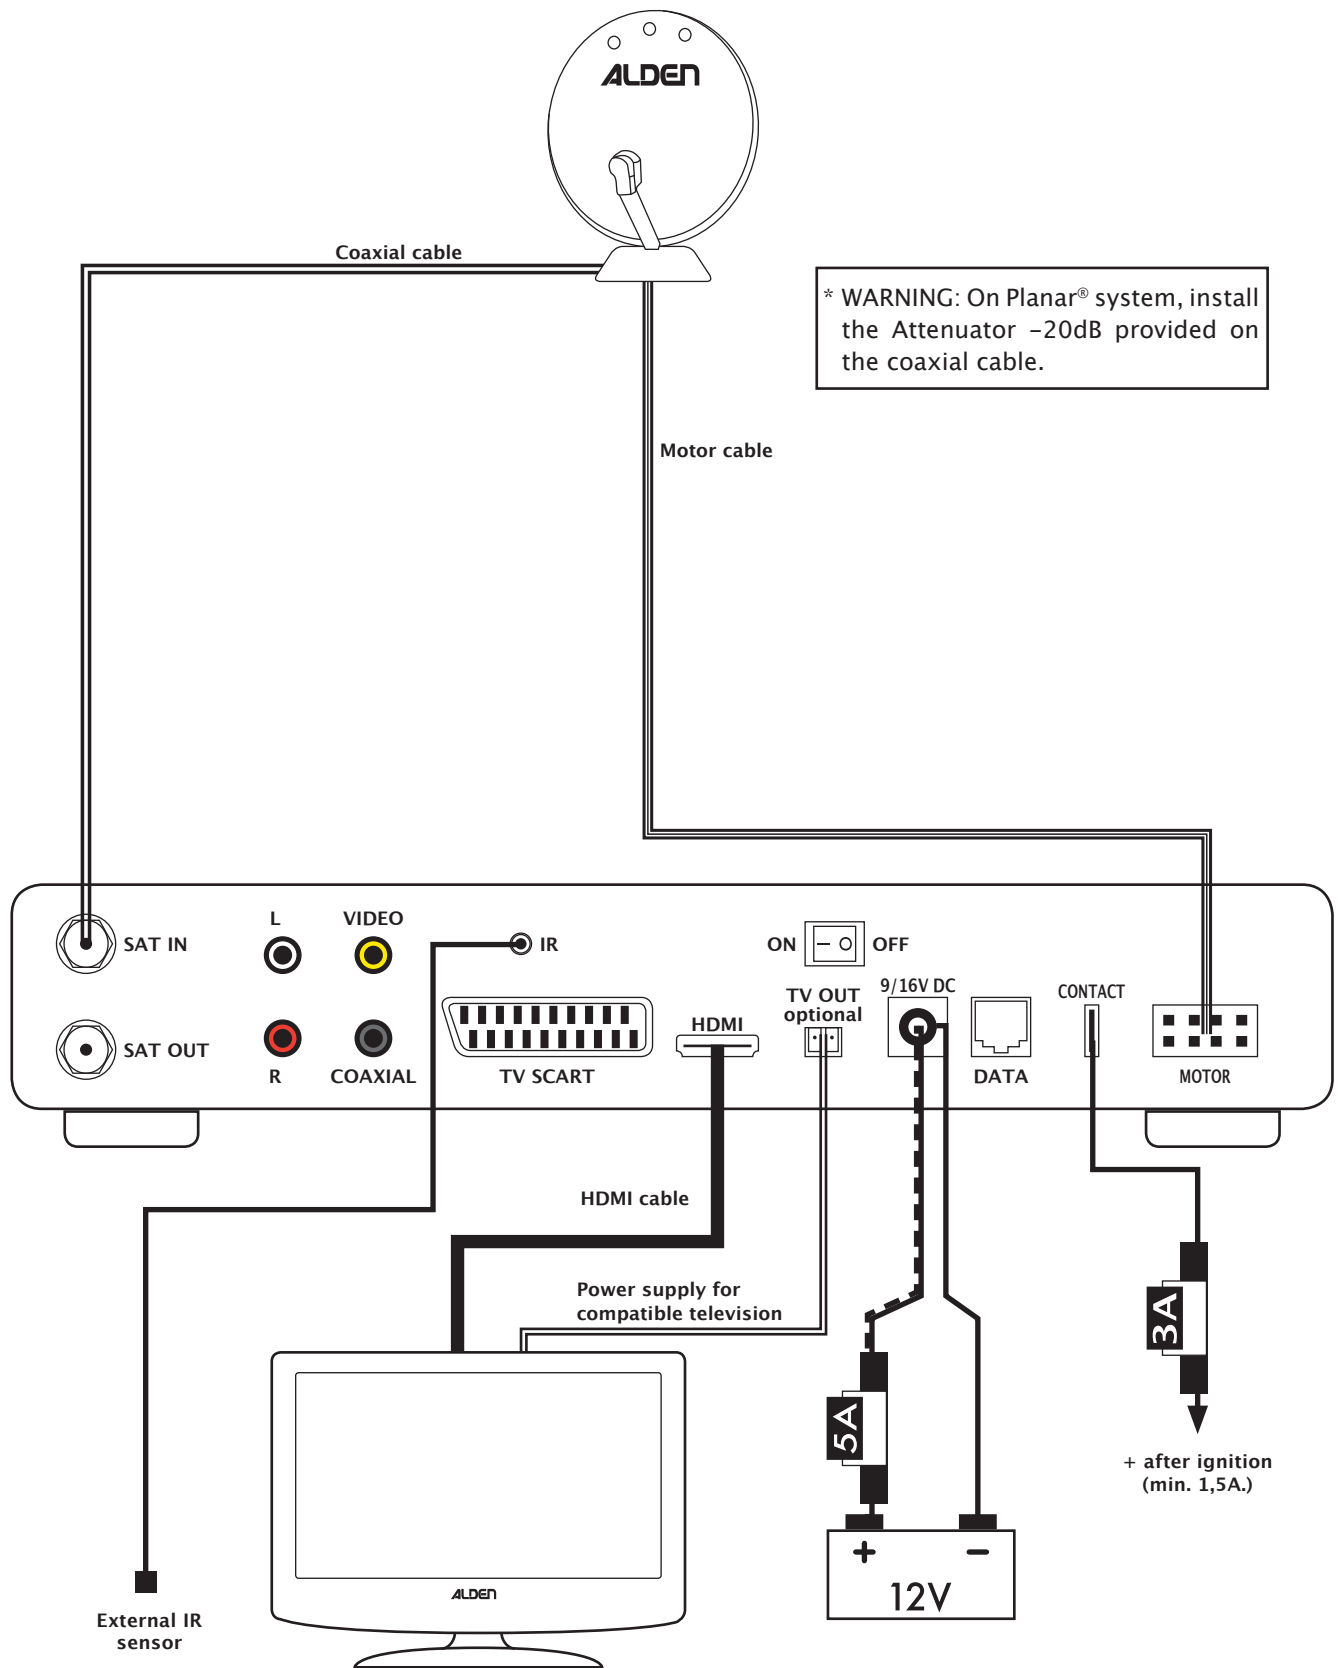 ALDEN
Coaxial cable
* WARNING: On Planar® system, install
the Attenuator –20dB provided on
the coaxial cable.
Motor cable
SAT IN
L
VIDEO
IR
ON
– O
OFF
SAT OUT
R
COAXIAL
TV SCART
HDMI
TV OUT
optional
9/16V DC
DATA
CONTACT
MOTOR
HDMI cable
Power supply for
compatible television
3A
5A
+ after ignition
(min. 1,5A.)
+ –
12V
ALDEN
External IR
sensor